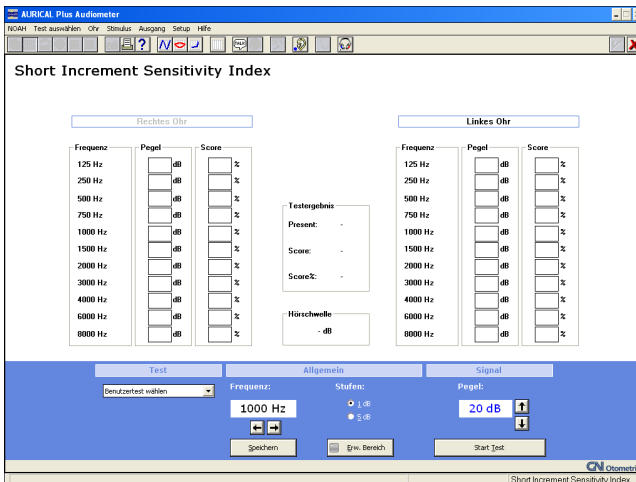 AURICAL Plus Audiometer
NOAH Test auswählen Ohr Stimulus Ausgang Setup Hilfe
Short Increment Sensitivity Index
Rechtes Ohr Linkes Ohr
Frequenz Pegel Score Frequenz Pegel Score
125 Hz dB % 125 Hz dB %
250 Hz dB % 250 Hz dB %
500 Hz dB % 500 Hz dB %
750 Hz dB % 750 Hz dB %
1000 Hz dB % 1000 Hz dB %
1500 Hz dB % 1500 Hz dB %
2000 Hz dB % 2000 Hz dB %
3000 Hz dB % 3000 Hz dB %
4000 Hz dB % 4000 Hz dB %
6000 Hz dB % 6000 Hz dB %
8000 Hz dB % 8000 Hz dB %
Testergebnis
Present: -
Score: -
Score%: -
Hörschwelle
- dB
Test Allgemein Signal
Benutzertest wählen Frequenz: Stufen: Pegel:
1000 Hz 1 dB 20 dB
5 dB
Speichern Erw. Bereich Start Test
GN Otometri
Short Increment Sensitivity Index